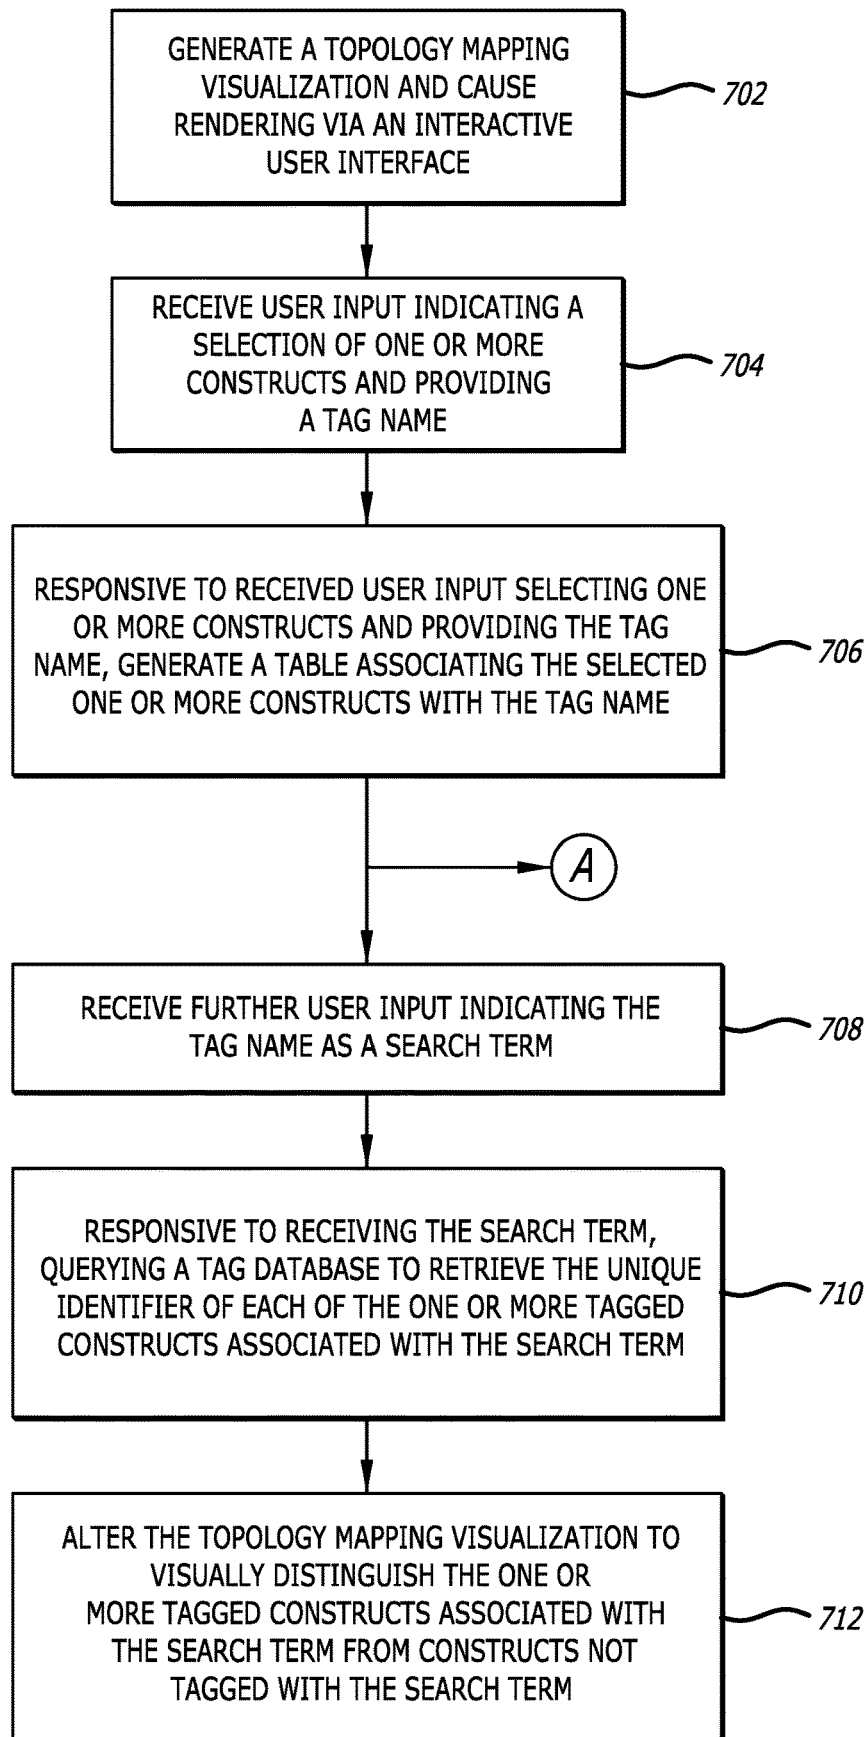 GENERATE A TOPOLOGY MAPPING
VISUALIZATION AND CAUSE
RENDERING VIA AN INTERACTIVE
USER INTERFACE
702
RECEIVE USER INPUT INDICATING A
SELECTION OF ONE OR MORE
CONSTRUCTS AND PROVIDING
A TAG NAME
704
RESPONSIVE TO RECEIVED USER INPUT SELECTING ONE
OR MORE CONSTRUCTS AND PROVIDING THE TAG
NAME, GENERATE A TABLE ASSOCIATING THE SELECTED
ONE OR MORE CONSTRUCTS WITH THE TAG NAME
706
A
RECEIVE FURTHER USER INPUT INDICATING THE
TAG NAME AS A SEARCH TERM
708
RESPONSIVE TO RECEIVING THE SEARCH TERM,
QUERYING A TAG DATABASE TO RETRIEVE THE UNIQUE
IDENTIFIER OF EACH OF THE ONE OR MORE TAGGED
CONSTRUCTS ASSOCIATED WITH THE SEARCH TERM
710
ALTER THE TOPOLOGY MAPPING VISUALIZATION TO
VISUALLY DISTINGUISH THE ONE OR
MORE TAGGED CONSTRUCTS ASSOCIATED WITH
THE SEARCH TERM FROM CONSTRUCTS NOT
TAGGED WITH THE SEARCH TERM
712